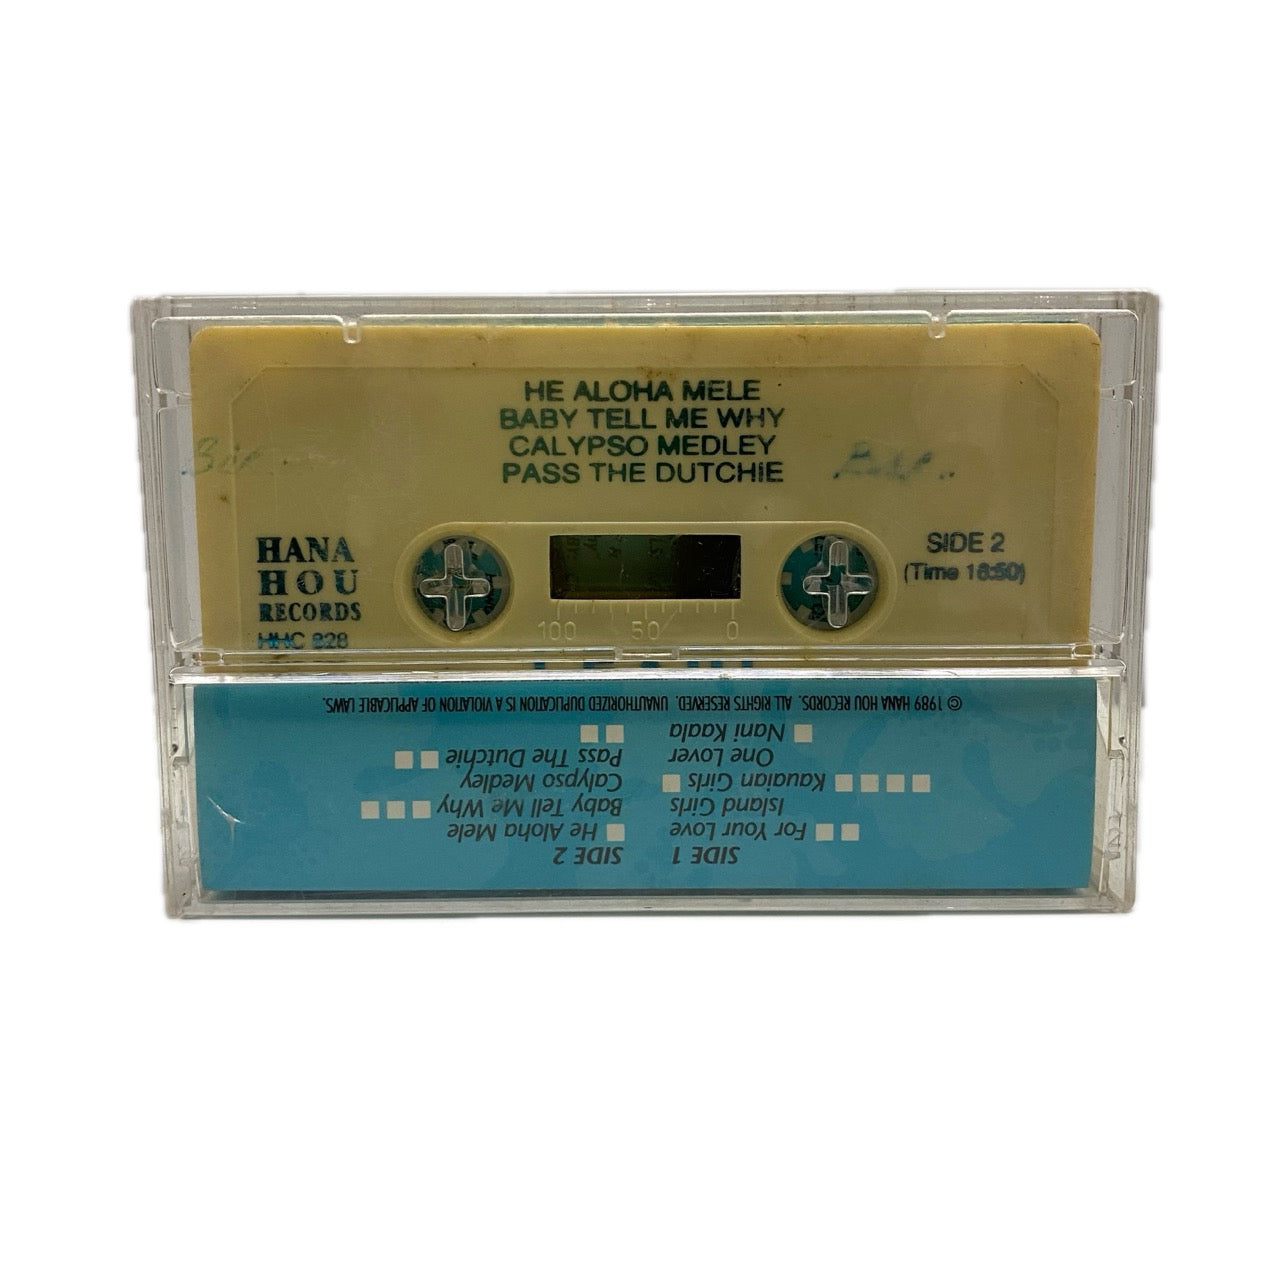 HE ALOHA MELE
BABY TELL ME WHY
CALYPSO MEDLEY
PASS THE DUTCHIE
HANA
HOU
RECORDS
HHC 828
SIDE 2
(Time 16:50)
100 50 0
SIDE 1
For Your Love
Island Girls
Kauaian Girls
One Lover
Nani Kaala
SIDE 2
He Aloha Mele
Baby Tell Me Why
Calypso Medley
Pass The Dutchie
© 1989 HANA HOU RECORDS. ALL RIGHTS RESERVED. UNAUTHORIZED DUPLICATION IS A VIOLATION OF APPLICABLE LAWS.